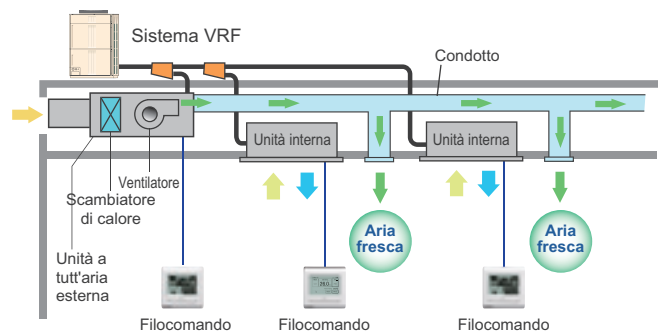 Sistema VRF
Condotto
Unità interna
Unità interna
Ventilatore
Scambiatore
di calore
Unità a
tutt'aria
esterna
Aria
fresca
Aria
fresca
Filocomando
Filocomando
Filocomando